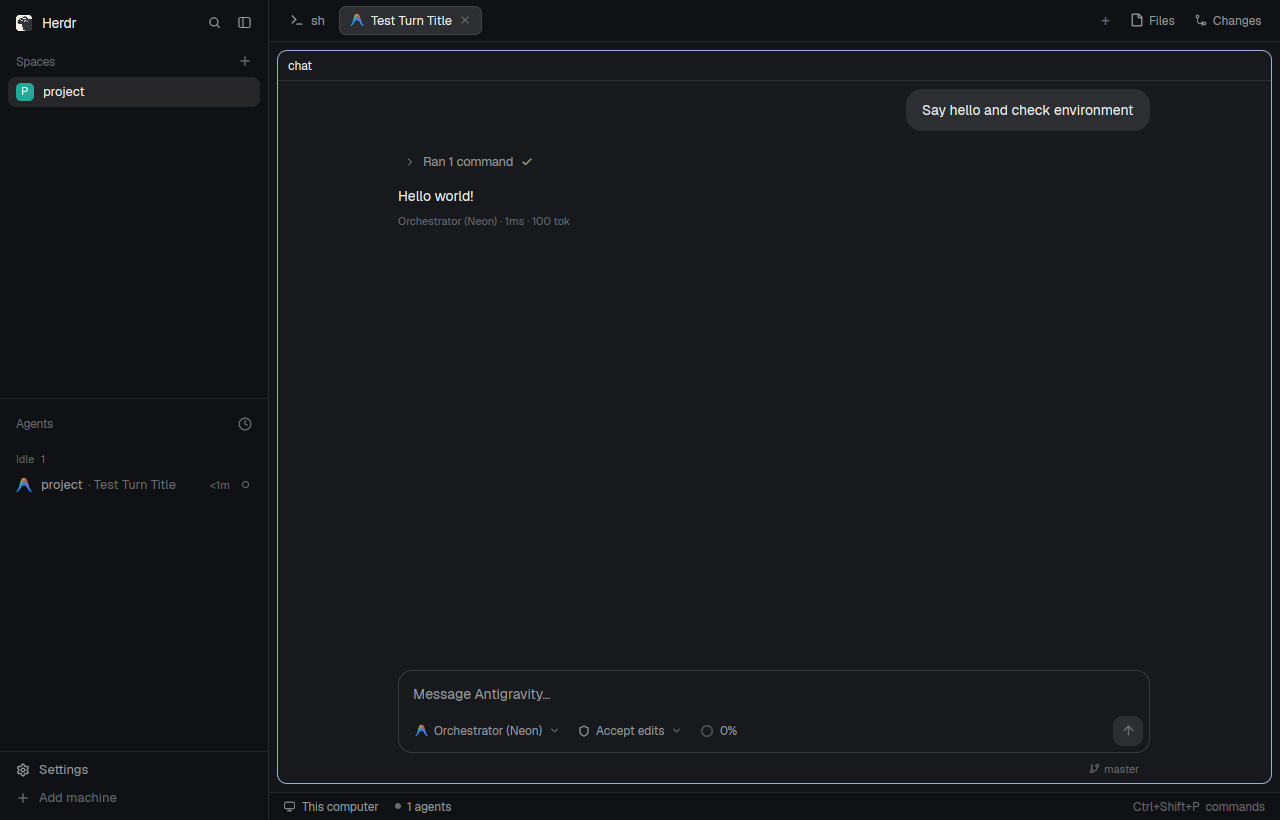 Herdr
Spaces
P project
Agents
Idle 1
project · Test Turn Title <1m
Settings
Add machine
sh
Test Turn Title
Files
Changes
chat
Say hello and check environment
Ran 1 command
Hello world!
Orchestrator (Neon) · 1ms · 100 tok
Message Antigravity...
Orchestrator (Neon) Accept edits 0%
master
This computer 1 agents
Ctrl+Shift+P commands